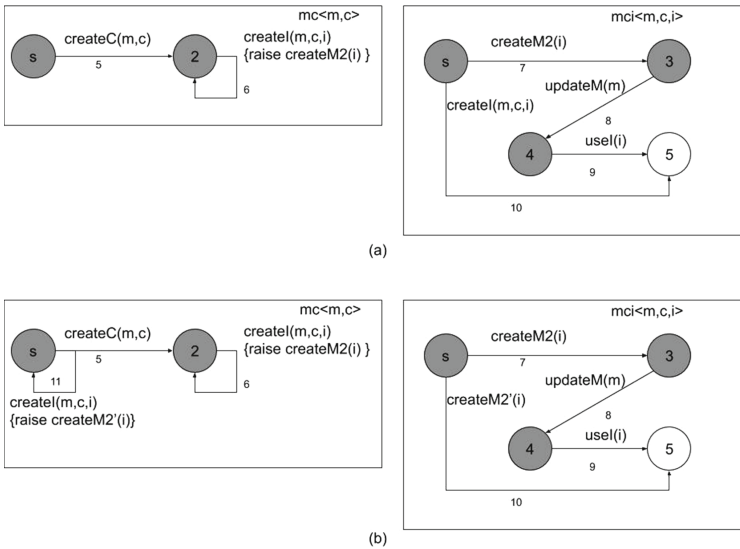 mc<m,c>
createC(m,c)
createI(m,c,i)
{raise createM2(i) }
s
2
5
6
mci<m,c,i>
createM2(i)
s
3
7
updateM(m)
createI(m,c,i)
8
useI(i)
4
5
9
10
(a)
mc<m,c>
createC(m,c)
createI(m,c,i)
{raise createM2(i) }
s
2
5
11
6
createI(m,c,i)
{raise createM2'(i)}
mci<m,c,i>
createM2(i)
s
3
7
updateM(m)
createM2'(i)
8
useI(i)
4
5
9
10
(b)